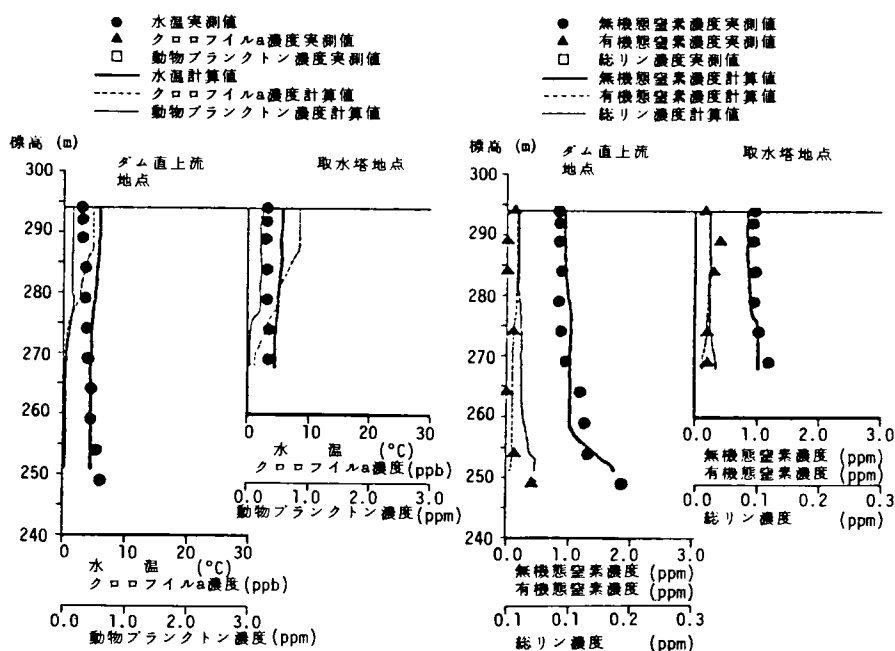 ● 水温実測値
▲ クロロフイルa濃度実測値
□ 動物プランクトン濃度実測値
水温計算値
クロロフイルa濃度計算値
動物プランクトン濃度計算値
標高 (m)
ダム直上流
地点
取水塔地点
300
295
290
280
270
260
250
240
0 10 20 30
水 温 (°C)
クロロフイルa濃度(ppb)
0.0 1.0 2.0 3.0
動物プランクトン濃度(ppm)
0 10 20 30
水 温 (°C)
クロロフイルa濃度(ppb)
0.0 1.0 2.0 3.0
動物プランクトン濃度(ppm)
● 無機態窒素濃度実測値
▲ 有機態窒素濃度実測値
□ 総リン濃度実測値
無機態窒素濃度計算値
有機態窒素濃度計算値
総リン濃度計算値
標高 (m)
ダム直上流
地点
取水塔地点
300
295
290
280
270
260
250
240
0.0 1.0 2.0 3.0
無機態窒素濃度 (ppm)
有機態窒素濃度 (ppm)
0.0 0.1 0.2 0.3
総リン濃度 (ppm)
0.0 1.0 2.0 3.0
無機態窒素濃度 (ppm)
有機態窒素濃度 (ppm)
0.1 0.1 0.2 0.2
総リン濃度 (ppm)